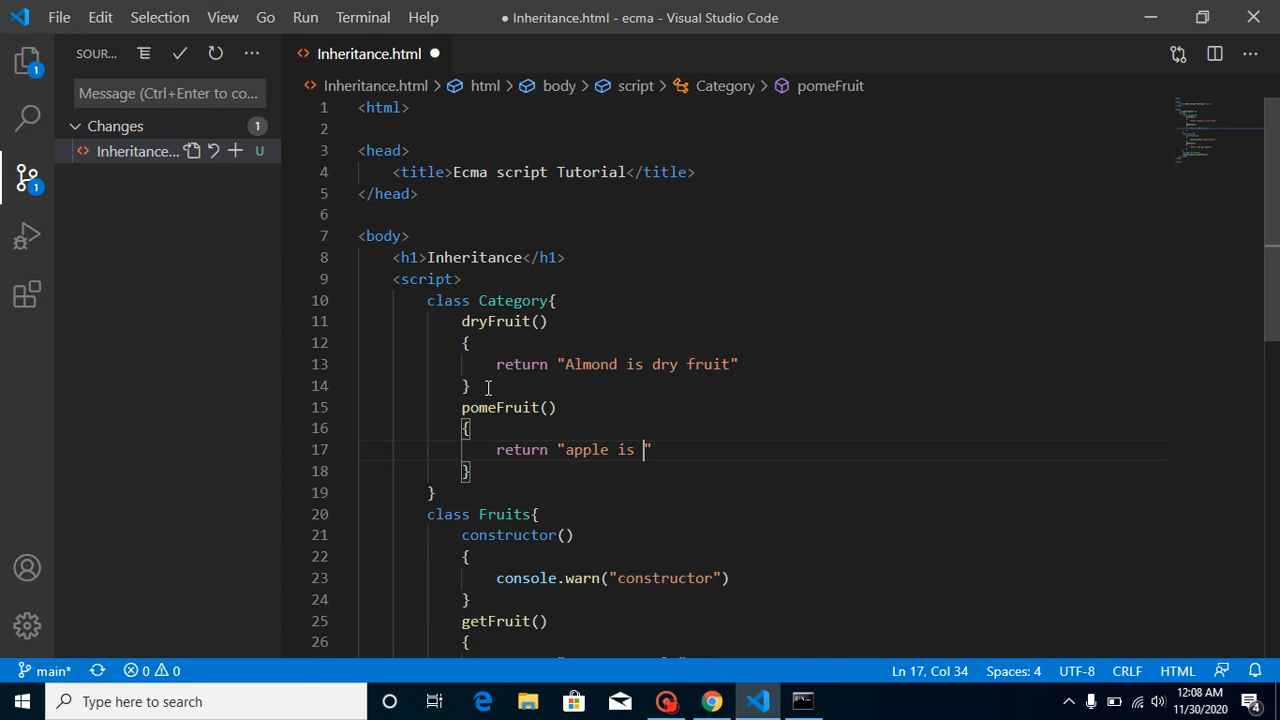 File Edit Selection View Go Run Terminal Help
● Inheritance.html - ecma - Visual Studio Code
SOUR...
Inheritance.html
Message (Ctrl+Enter to co...
Inheritance.html > html > body > script > Category > pomeFruit
Changes 1
Inheritance... U
1 <html>
2
3 <head>
4 <title>Ecma script Tutorial</title>
5 </head>
6
7 <body>
8 <h1>Inheritance</h1>
9 <script>
10 class Category{
11 dryFruit()
12 {
13 return "Almond is dry fruit"
14 }
15 pomeFruit()
16 {
17 return "apple is "
18 }
19 }
20 class Fruits{
21 constructor()
22 {
23 console.warn("constructor")
24 }
25 getFruit()
26 {
main* 0 0 Ln 17, Col 34 Spaces: 4 UTF-8 CRLF HTML
Type here to search
12:08 AM
11/30/2020
4